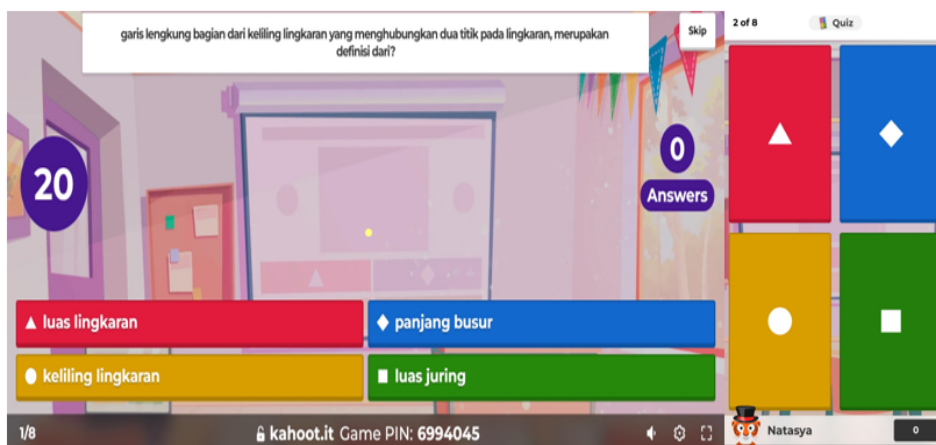 garis lengkung bagian dari keliling lingkaran yang menghubungkan dua titik pada lingkaran, merupakan
definisi dari?
Skip
20
0
Answers
luas lingkaran
panjang busur
keliling lingkaran
luas juring
1/8
kahoot.it Game PIN: 6994045
2 of 8
Quiz
Natasya
0